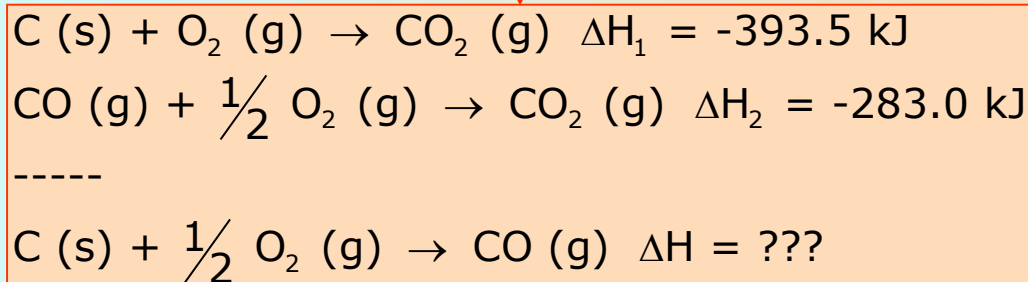 C (s) + O₂ (g) → CO₂ (g) ΔH₁ = -393.5 kJ
CO (g) + ½ O₂ (g) → CO₂ (g) ΔH₂ = -283.0 kJ
-----
C (s) + ½ O₂ (g) → CO (g) ΔH = ???